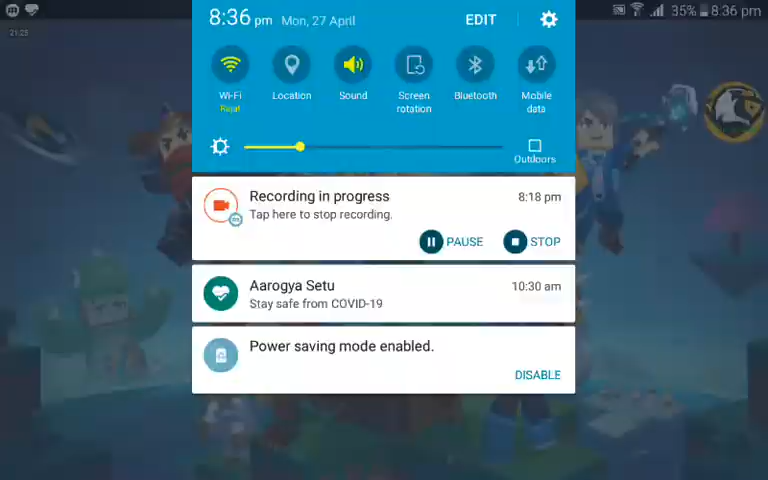 8:36 pm Mon, 27 April EDIT
35% 8:36 pm
21:25
Wi-Fi Location Sound Screen rotation Bluetooth Mobile data
Rajat
Outdoors
Recording in progress 8:18 pm
Tap here to stop recording.
PAUSE STOP
Aarogya Setu 10:30 am
Stay safe from COVID-19
Power saving mode enabled.
DISABLE